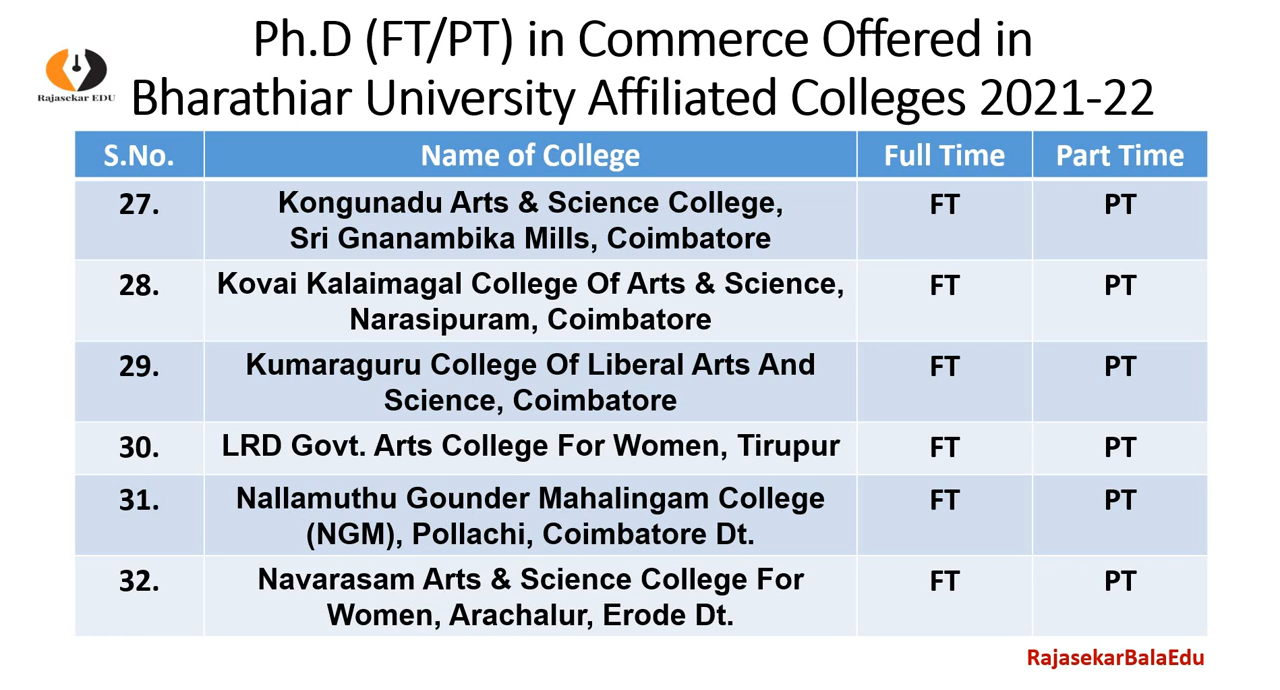 Ph.D (FT/PT) in Commerce Offered in
Bharathiar University Affiliated Colleges 2021-22
Rajasekar EDU
S.No. Name of College Full Time Part Time
27. Kongunadu Arts & Science College, FT PT
Sri Gnanambika Mills, Coimbatore
28. Kovai Kalaimagal College Of Arts & Science, FT PT
Narasipuram, Coimbatore
29. Kumaraguru College Of Liberal Arts And FT PT
Science, Coimbatore
30. LRD Govt. Arts College For Women, Tirupur FT PT
31. Nallamuthu Gounder Mahalingam College FT PT
(NGM), Pollachi, Coimbatore Dt.
32. Navarasam Arts & Science College For FT PT
Women, Arachalur, Erode Dt.
RajasekarBalaEdu